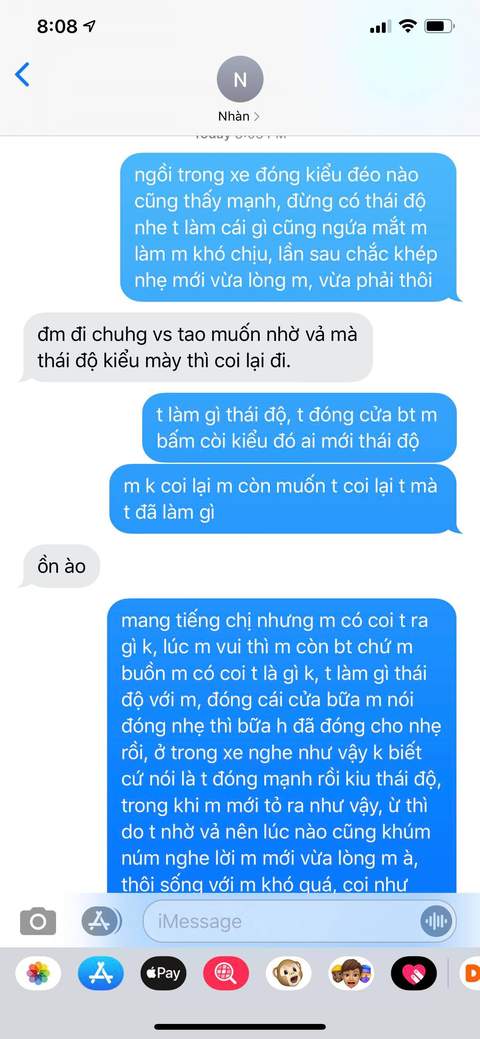 8:08
N
Nhàn
ngồi trong xe đóng kiểu đéo nào
cũng thấy mạnh, đừng có thái độ
nhe t làm cái gì cũng ngứa mắt m
làm m khó chịu, lần sau chắc khép
nhẹ mới vừa lòng m, vừa phải thôi
đm đi chuhg vs tao muốn nhờ vả mà
thái độ kiểu mày thì coi lại đi.
t làm gì thái độ, t đóng cửa bt m
bấm còi kiểu đó ai mới thái độ
m k coi lại m còn muốn t coi lại t mà
t đã làm gì
ồn ào
mang tiếng chị nhưng m có coi t ra
gì k, lúc m vui thì m còn bt chứ m
buồn m có coi t là gì k, t làm gì thái
độ với m, đóng cái cửa bữa m nói
đóng nhẹ thì bữa h đã đóng cho nhẹ
rồi, ở trong xe nghe như vậy k biết
cứ nói là t đóng mạnh rồi kiu thái độ,
trong khi m mới tỏ ra như vậy, ừ thì
do t nhờ vả nên lúc nào cũng khúm
núm nghe lời m mới vừa lòng m à,
thôi sống với m khó quá, coi như
iMessage
Pay